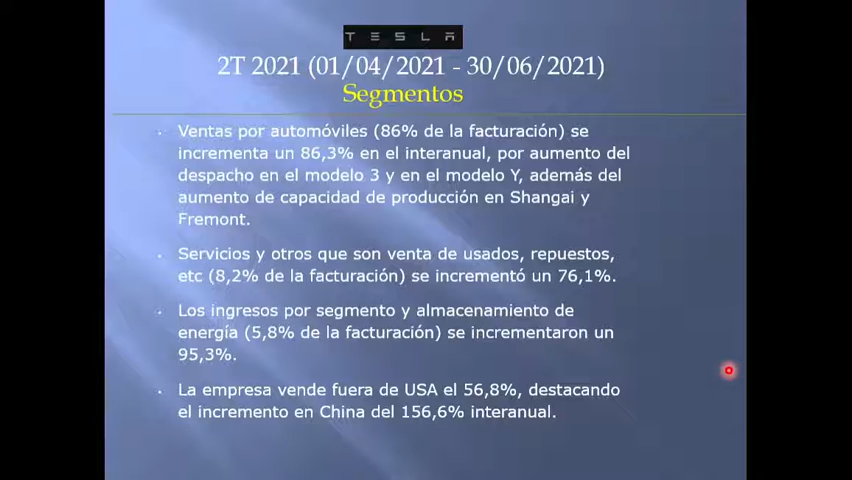 TESLA
2T 2021 (01/04/2021 - 30/06/2021)
Segmentos
Ventas por automóviles (86% de la facturación) se
incrementa un 86,3% en el interanual, por aumento del
despacho en el modelo 3 y en el modelo Y, además del
aumento de capacidad de producción en Shangai y
Fremont.
Servicios y otros que son venta de usados, repuestos,
etc (8,2% de la facturación) se incrementó un 76,1%.
Los ingresos por segmento y almacenamiento de
energía (5,8% de la facturación) se incrementaron un
95,3%.
La empresa vende fuera de USA el 56,8%, destacando
el incremento en China del 156,6% interanual.